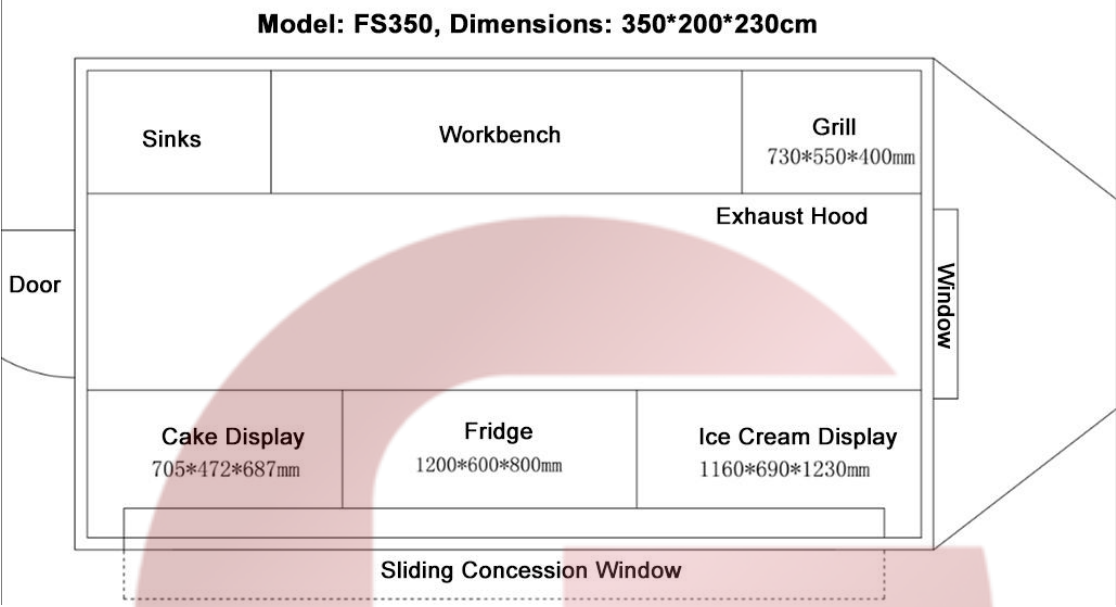 Model: FS350, Dimensions: 350*200*230cm
Sinks
Workbench
Grill
730*550*400mm
Exhaust Hood
Door
Window
Cake Display
705*472*687mm
Fridge
1200*600*800mm
Ice Cream Display
1160*690*1230mm
Sliding Concession Window